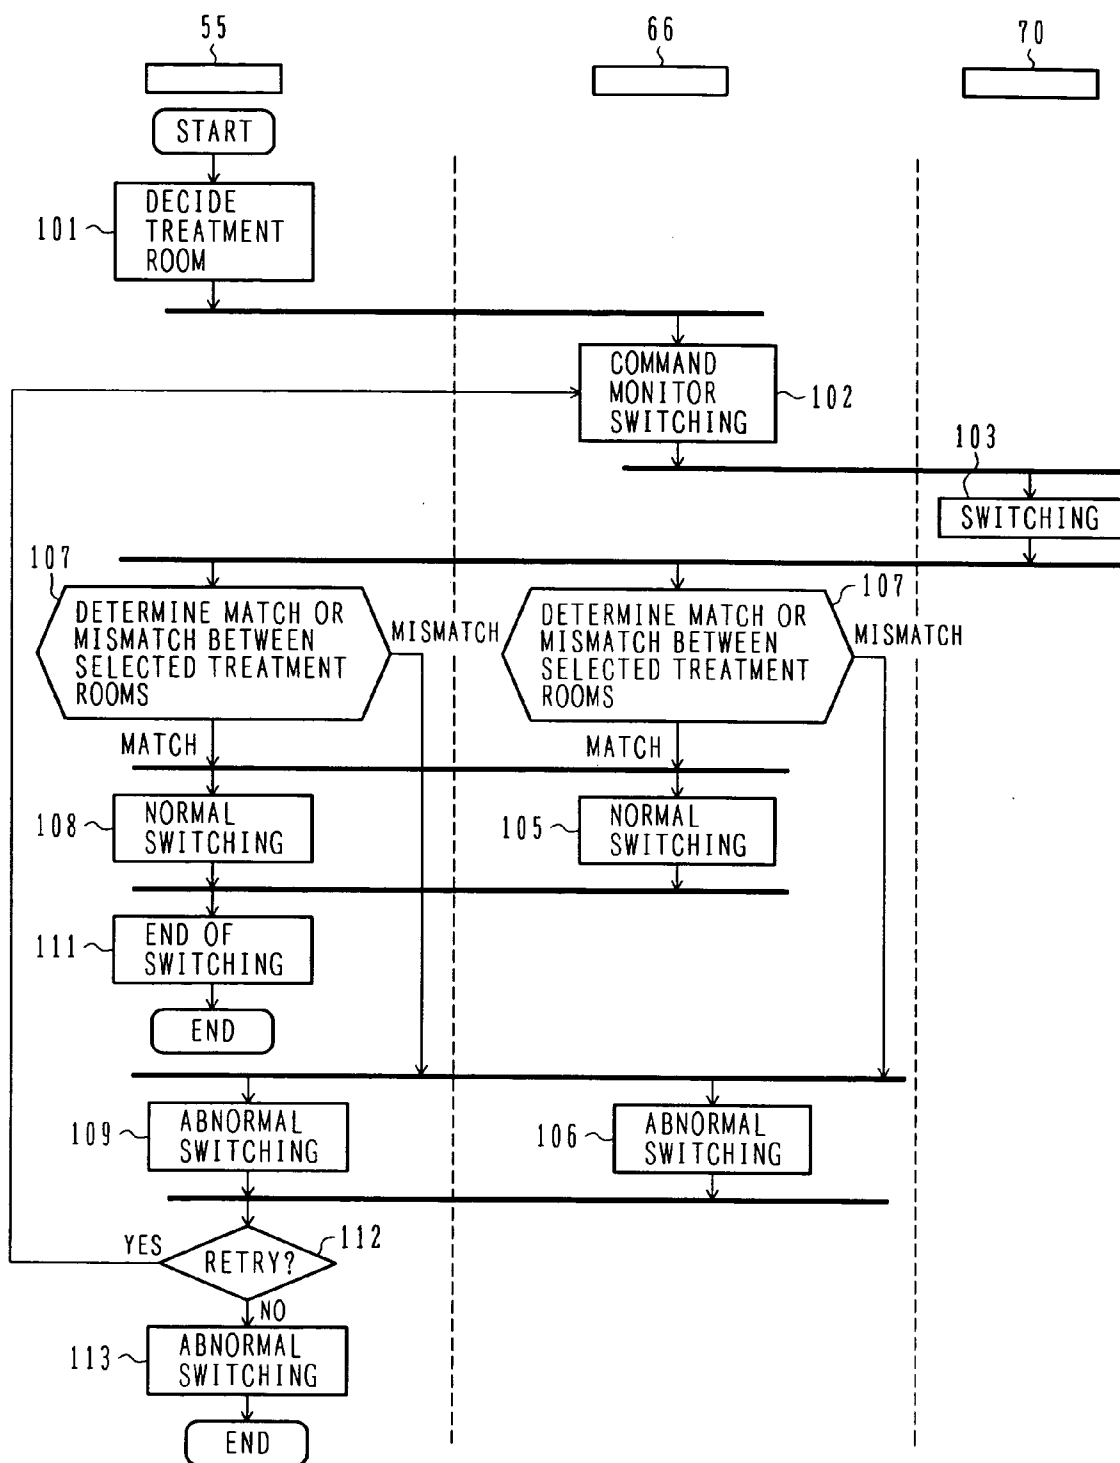 55
66
70
START
DECIDE
TREATMENT
ROOM
101
COMMAND
MONITOR
SWITCHING
102
103
SWITCHING
107
DETERMINE MATCH OR
MISMATCH BETWEEN
SELECTED TREATMENT
ROOMS
MISMATCH
107
DETERMINE MATCH OR
MISMATCH BETWEEN
SELECTED TREATMENT
ROOMS
MISMATCH
MATCH
MATCH
108
NORMAL
SWITCHING
105
NORMAL
SWITCHING
111
END OF
SWITCHING
END
109
ABNORMAL
SWITCHING
106
ABNORMAL
SWITCHING
YES
RETRY?
112
NO
113
ABNORMAL
SWITCHING
END